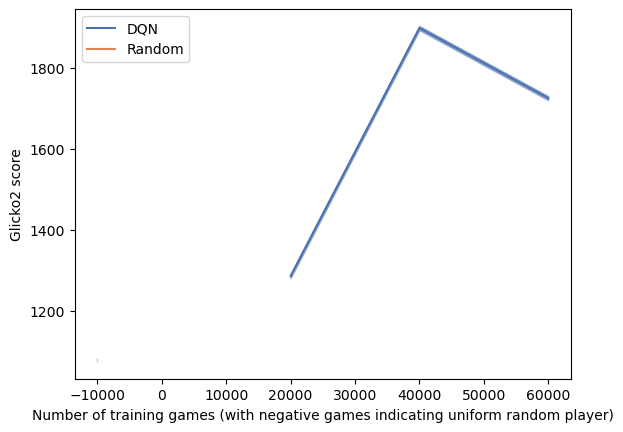 DQN
Random
1800
1600
1400
1200
Glicko2 score
−10000 0 10000 20000 30000 40000 50000 60000
Number of training games (with negative games indicating uniform random player)